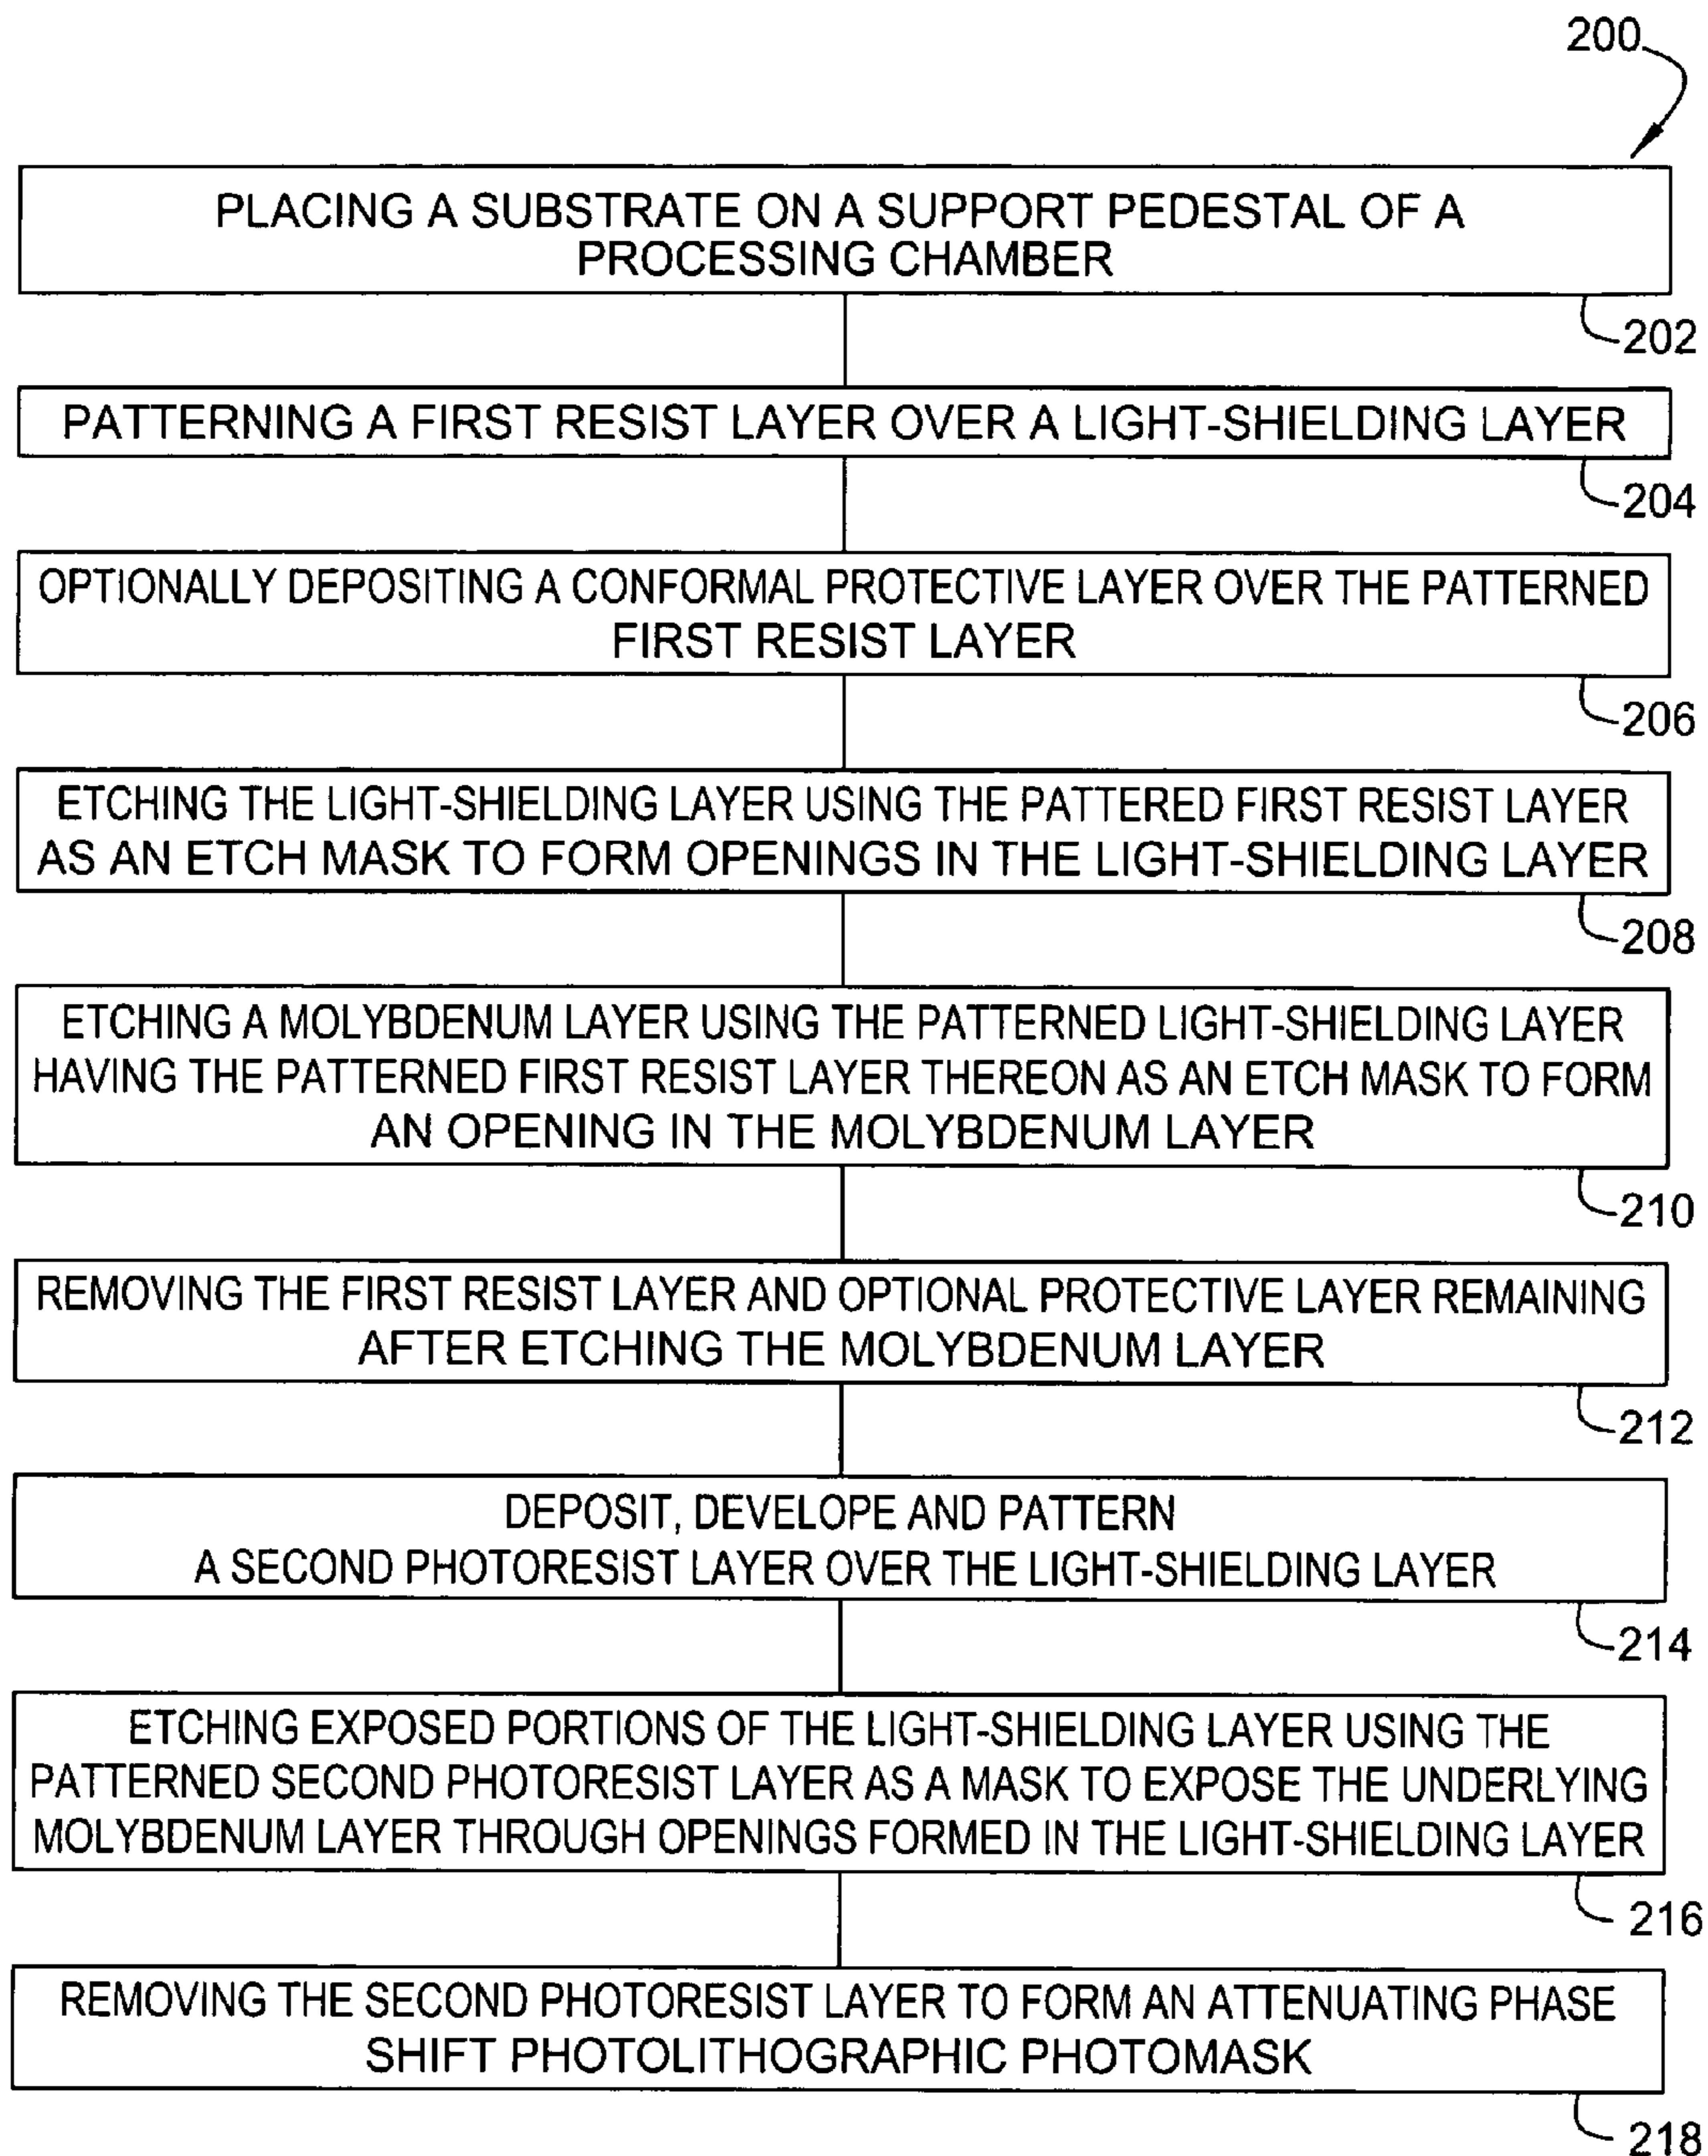 200
PLACING A SUBSTRATE ON A SUPPORT PEDESTAL OF A
PROCESSING CHAMBER
202
PATTERNING A FIRST RESIST LAYER OVER A LIGHT-SHIELDING LAYER
204
OPTIONALLY DEPOSITING A CONFORMAL PROTECTIVE LAYER OVER THE PATTERNED
FIRST RESIST LAYER
206
ETCHING THE LIGHT-SHIELDING LAYER USING THE PATTERED FIRST RESIST LAYER
AS AN ETCH MASK TO FORM OPENINGS IN THE LIGHT-SHIELDING LAYER
208
ETCHING A MOLYBDENUM LAYER USING THE PATTERNED LIGHT-SHIELDING LAYER
HAVING THE PATTERNED FIRST RESIST LAYER THEREON AS AN ETCH MASK TO FORM
AN OPENING IN THE MOLYBDENUM LAYER
210
REMOVING THE FIRST RESIST LAYER AND OPTIONAL PROTECTIVE LAYER REMAINING
AFTER ETCHING THE MOLYBDENUM LAYER
212
DEPOSIT, DEVELOPE AND PATTERN
A SECOND PHOTORESIST LAYER OVER THE LIGHT-SHIELDING LAYER
214
ETCHING EXPOSED PORTIONS OF THE LIGHT-SHIELDING LAYER USING THE
PATTERNED SECOND PHOTORESIST LAYER AS A MASK TO EXPOSE THE UNDERLYING
MOLYBDENUM LAYER THROUGH OPENINGS FORMED IN THE LIGHT-SHIELDING LAYER
216
REMOVING THE SECOND PHOTORESIST LAYER TO FORM AN ATTENUATING PHASE
SHIFT PHOTOLITHOGRAPHIC PHOTOMASK
218